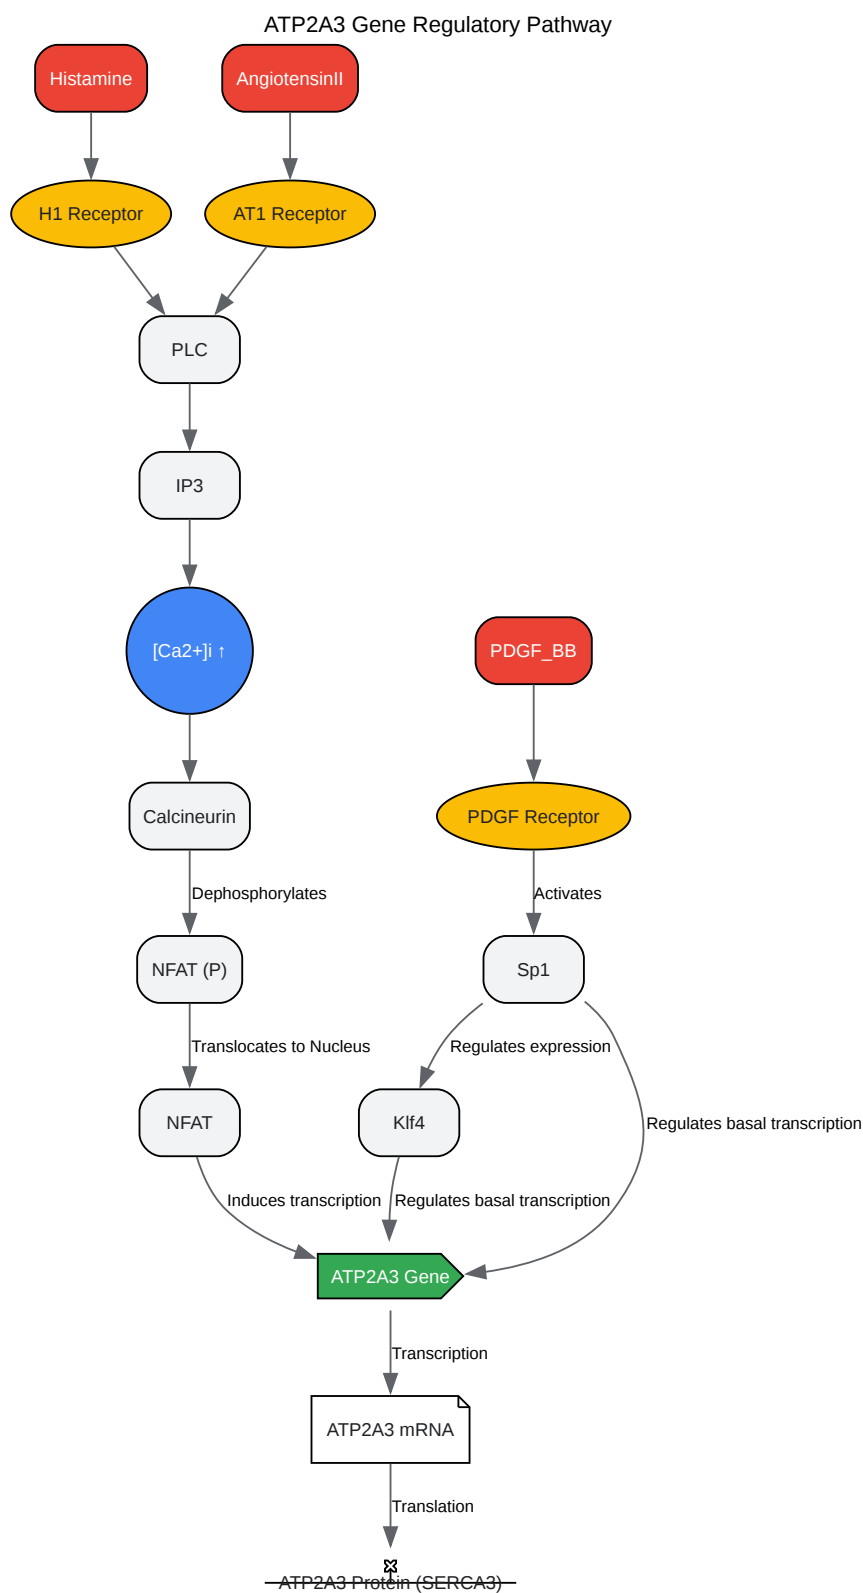 ATP2A3 Gene Regulatory Pathway
Histamine
AngiotensinII
H1 Receptor
AT1 Receptor
PLC
IP3
[Ca2+]i ↑
PDGF_BB
Calcineurin
PDGF Receptor
Dephosphorylates
Activates
NFAT (P)
Sp1
Translocates to Nucleus
Regulates expression
NFAT
Klf4
Regulates basal transcription
Induces transcription
Regulates basal transcription
ATP2A3 Gene
Transcription
ATP2A3 mRNA
Translation
ATP2A3 Protein (SERCA3)